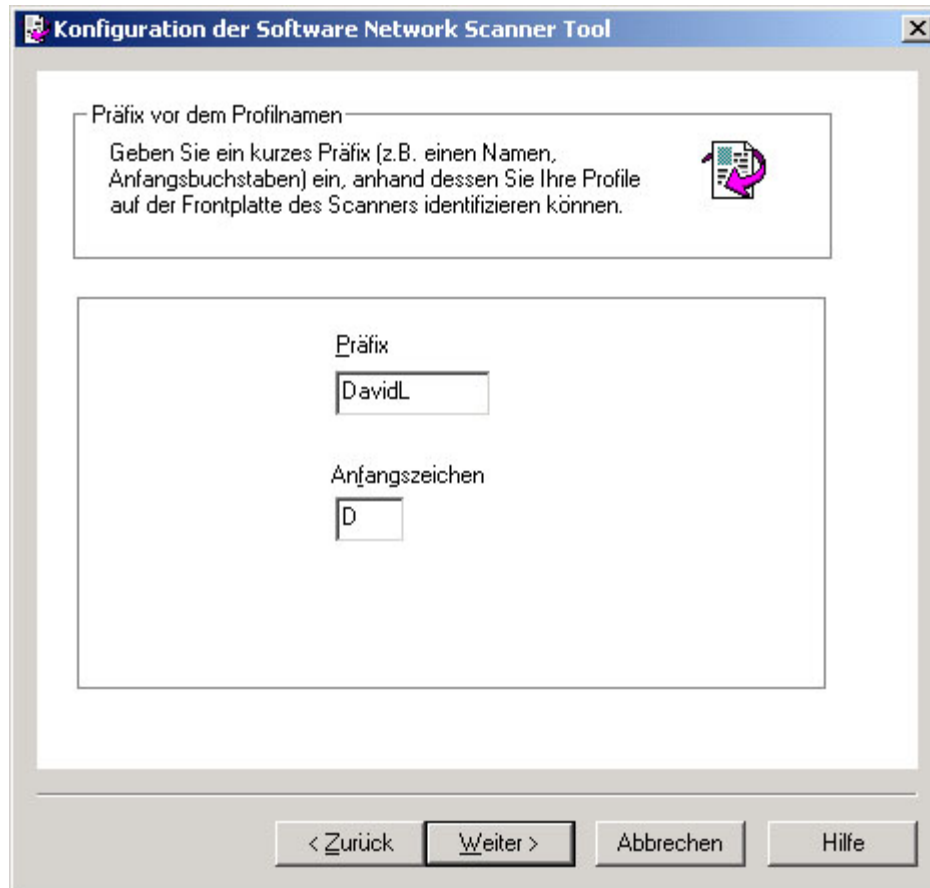 Konfiguration der Software Network Scanner Tool
Präfix vor dem Profilnamen
Geben Sie ein kurzes Präfix (z.B. einen Namen,
Anfangsbuchstaben) ein, anhand dessen Sie Ihre Profile
auf der Frontplatte des Scanners identifizieren können.
Präfix
DavidL
Anfangszeichen
D
< Zurück
Weiter >
Abbrechen
Hilfe